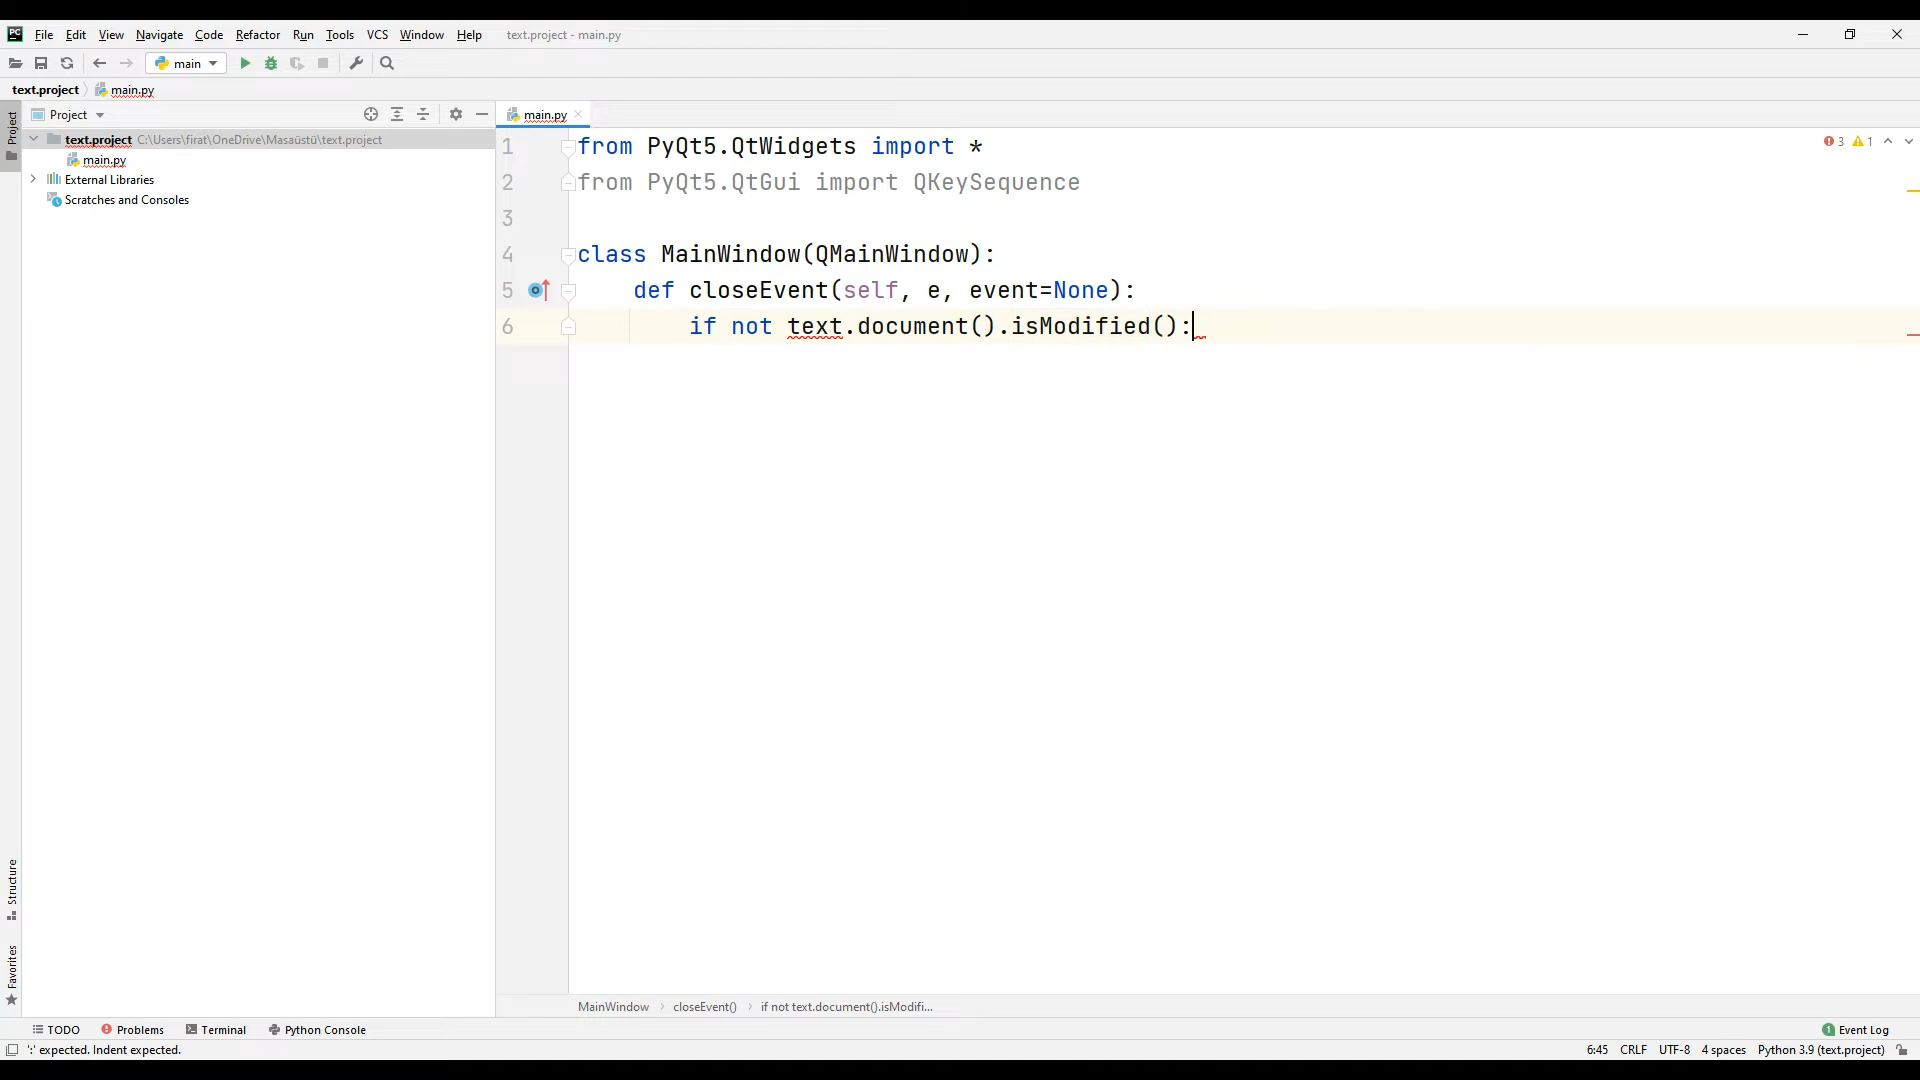 PC File Edit View Navigate Code Refactor Run Tools VCS Window Help text.project - main.py
main
text.project main.py
Project
main.py
Project
text.project C:\Users\firat\OneDrive\Masaüstü\text.project
main.py
External Libraries
Scratches and Consoles
3 1
1 from PyQt5.QtWidgets import *
2 from PyQt5.QtGui import QKeySequence
3
4 class MainWindow(QMainWindow):
5 def closeEvent(self, e, event=None):
6 if not text.document().isModified():
Structure
Favorites
MainWindow closeEvent() if not text.document().isModifi...
TODO Problems Terminal Python Console 1 Event Log
':' expected. Indent expected. 6:45 CRLF UTF-8 4 spaces Python 3.9 (text.project)